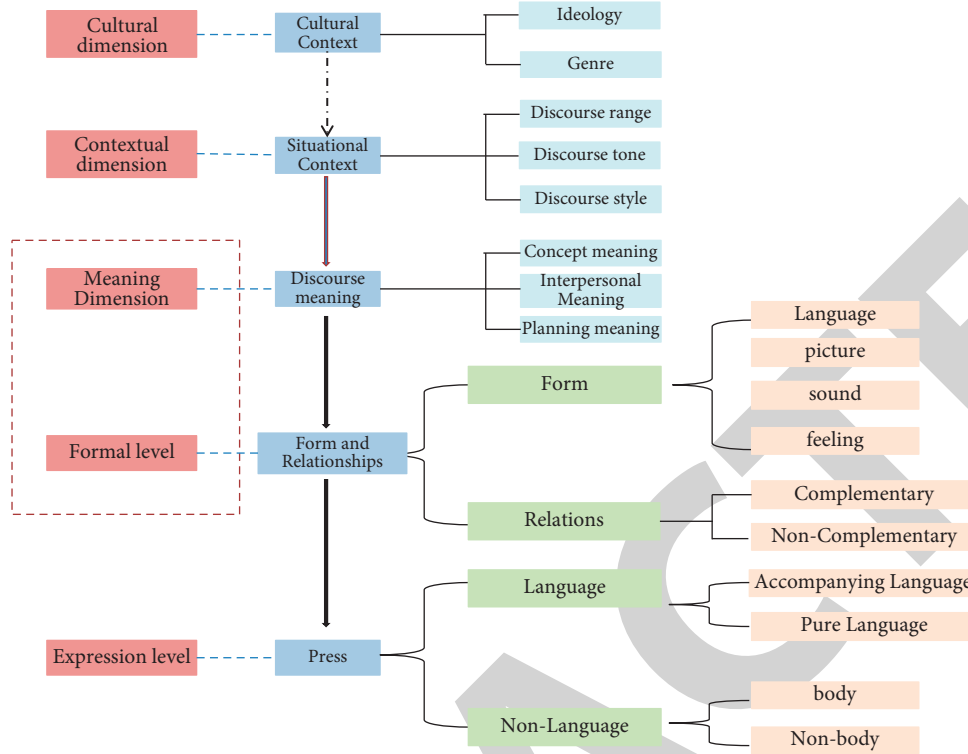 Cultural dimension
Cultural
Context
Ideology
Genre
Contextual
dimension
Situational
Context
Discourse range
Discourse tone
Discourse style
Meaning
Dimension
Discourse
meaning
Concept meaning
Interpersonal
Meaning
Planning meaning
Formal level
Form and
Relationships
Form
Language
picture
sound
feeling
Relations
Complementary
Non-Complementary
Expression level
Press
Language
Accompanying Language
Pure Language
Non-Language
body
Non-body